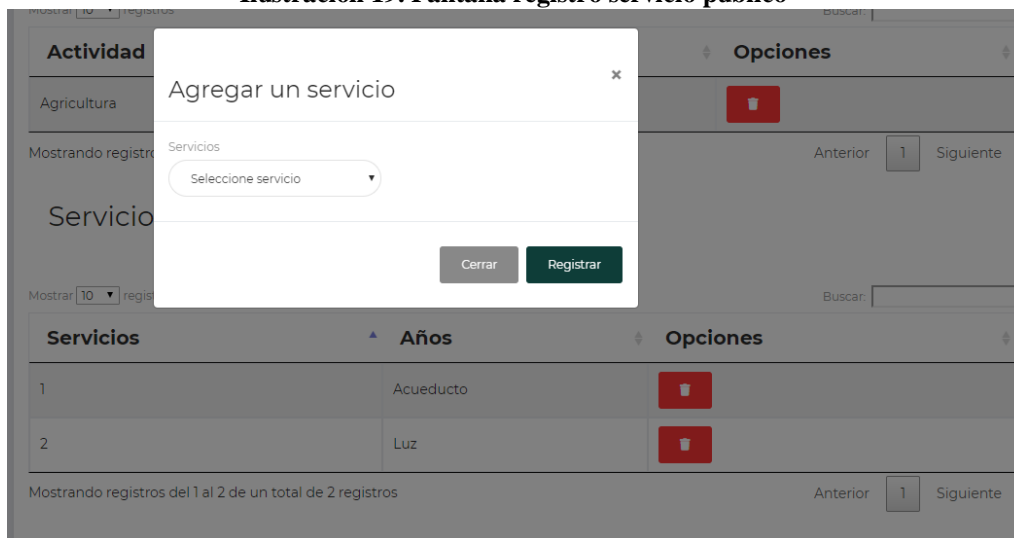 Ilustración 19. Pantalla registro servicio público
Mostrar 10 registros Buscar:
Actividad Opciones
Agregar un servicio ×
Agricultura
Servicios
Mostrando registro Anterior 1 Siguiente
Seleccione servicio
Servicio
Cerrar Registrar
Mostrar 10 regist Buscar:
Servicios Años Opciones
1 Acueducto
2 Luz
Mostrando registros del 1 al 2 de un total de 2 registros Anterior 1 Siguiente